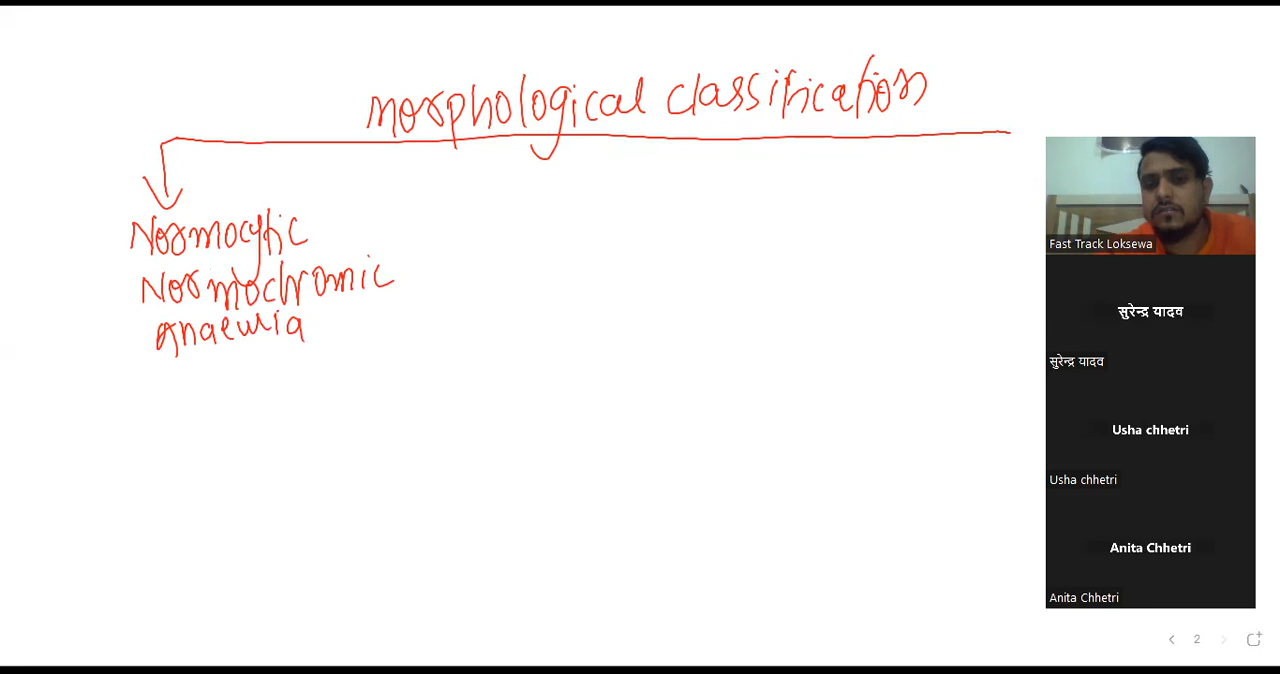 morphological classification
Normocytic
Normochromic
Anaemia
Fast Track Loksewa
सुरेन्द्र यादव
सुरेन्द्र यादव
Usha chhetri
Usha chhetri
Anita Chhetri
Anita Chhetri
2